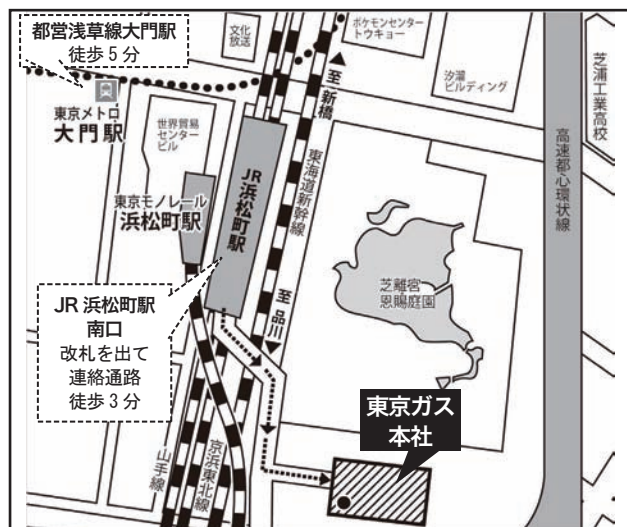 都営浅草線大門駅
徒歩5分
東京メトロ
大門駅
文化
放送
ポケモンセンター
トウキョー
汐溜
ビルディング
芝浦工業高校
至新橋
世界貿易
センター
ビル
東京モノレール
浜松町駅
JR
浜松町駅
東海道新幹線
高速都心環状線
至品川
芝離宮
恩賜庭園
JR 浜松町駅
南口
改札を出て
連絡通路
徒歩3分
東京ガス
本社
山手線
京浜東北線